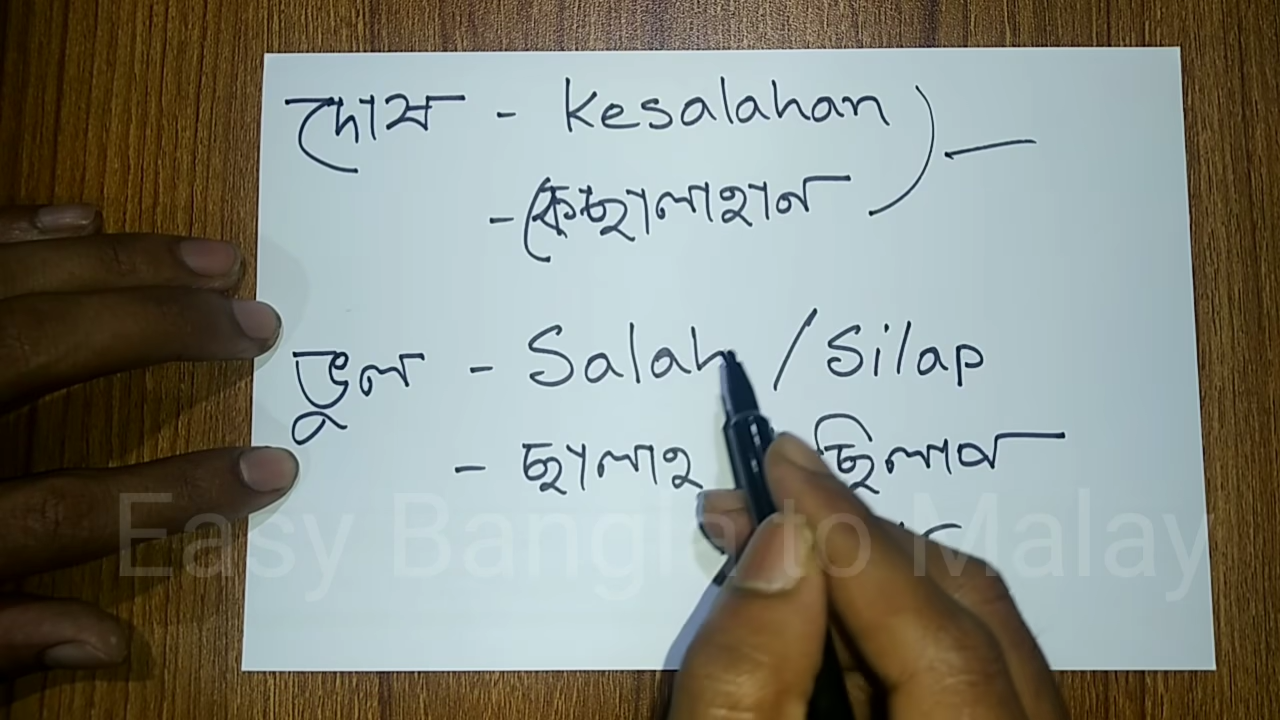 দোষ - Kesalahan
- কেছালাহান
ভুল - Salah / Silap
- ছালাহ ছিলাপ
Easy Bangla to Malay